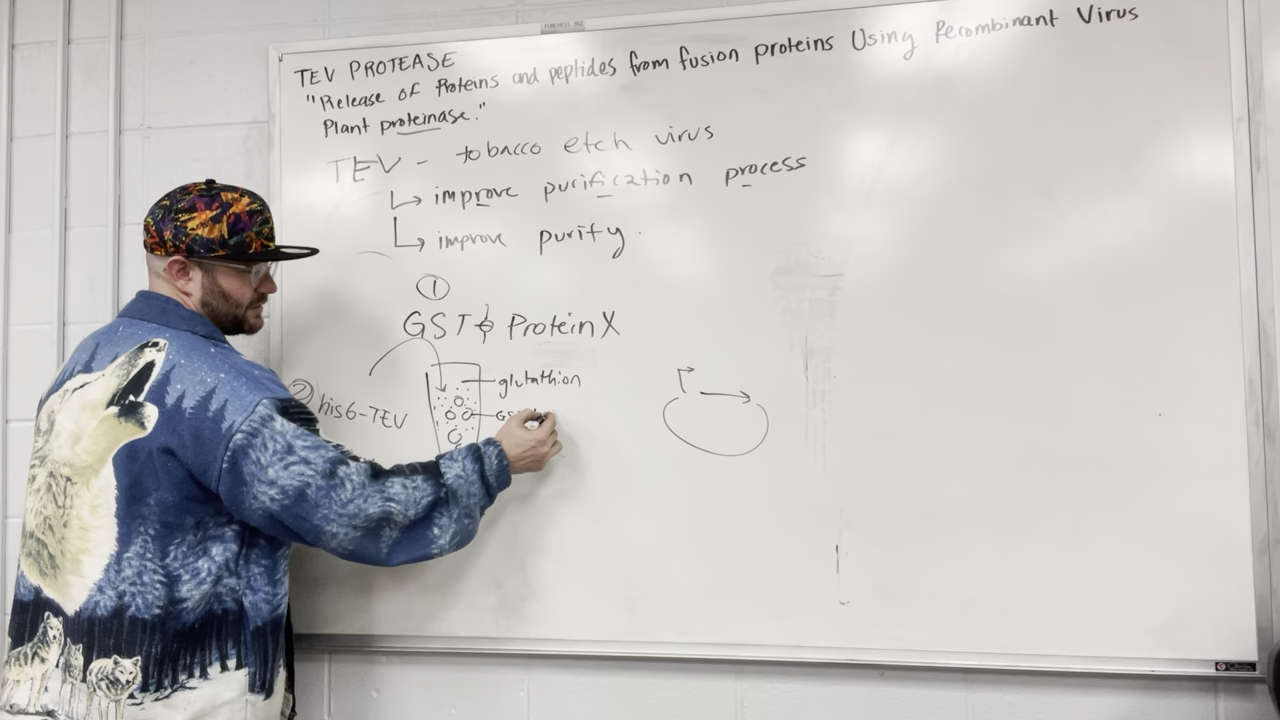 TEV PROTEASE
"Release of Proteins and peptides from fusion proteins Using Recombinant Virus
Plant proteinase."
TEV - tobacco etch virus
↳ improve purification process
↳ improve purity.
①
GST ProteinX
glutathion
② his6-TEV